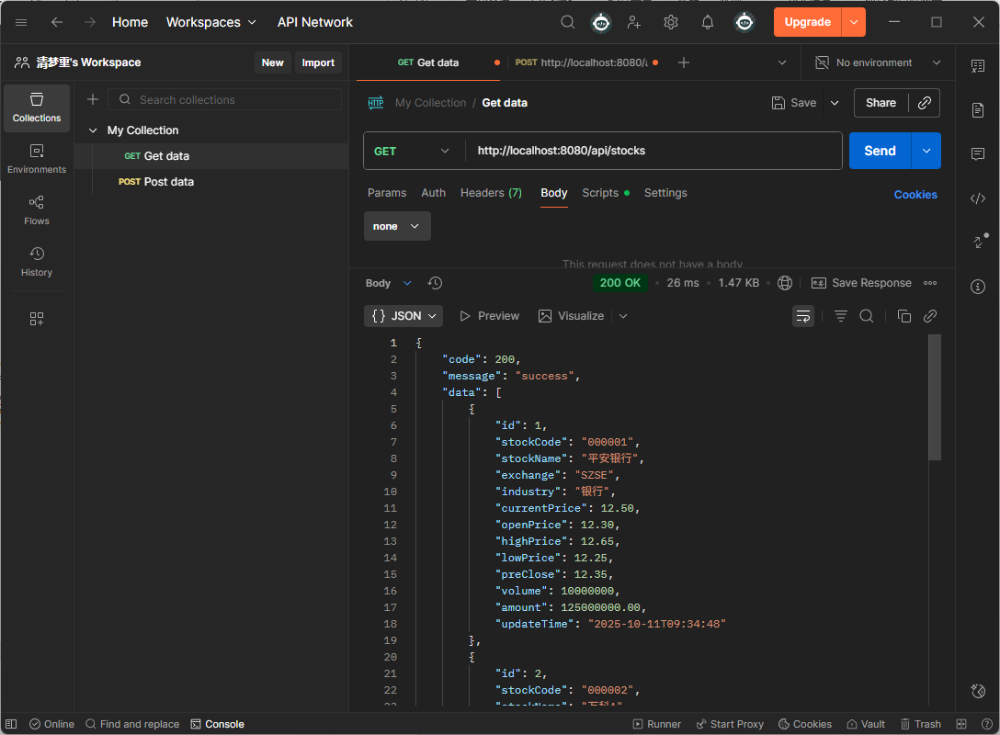 Home Workspaces API Network Upgrade
清梦重's Workspace New Import
GET Get data POST http://localhost:8080/a No environment
Collections
Search collections
My Collection
GET Get data
POST Post data
Environments
Flows
History
HTTP My Collection / Get data Save Share
GET http://localhost:8080/api/stocks Send
Params Auth Headers (7) Body Scripts Settings Cookies
none
This request does not have a body
Body 200 OK 26 ms 1.47 KB e.g. Save Response
{} JSON Preview Visualize
1 {
2 "code": 200,
3 "message": "success",
4 "data": [
5 {
6 "id": 1,
7 "stockCode": "000001",
8 "stockName": "平安银行",
9 "exchange": "SZSE",
10 "industry": "银行",
11 "currentPrice": 12.50,
12 "openPrice": 12.30,
13 "highPrice": 12.65,
14 "lowPrice": 12.25,
15 "preClose": 12.35,
16 "volume": 10000000,
17 "amount": 125000000.00,
18 "updateTime": "2025-10-11T09:34:48"
19 },
20 {
21 "id": 2,
22 "stockCode": "000002",
23 "stockName": "万科A",
Online Find and replace Console Runner Start Proxy Cookies Vault Trash